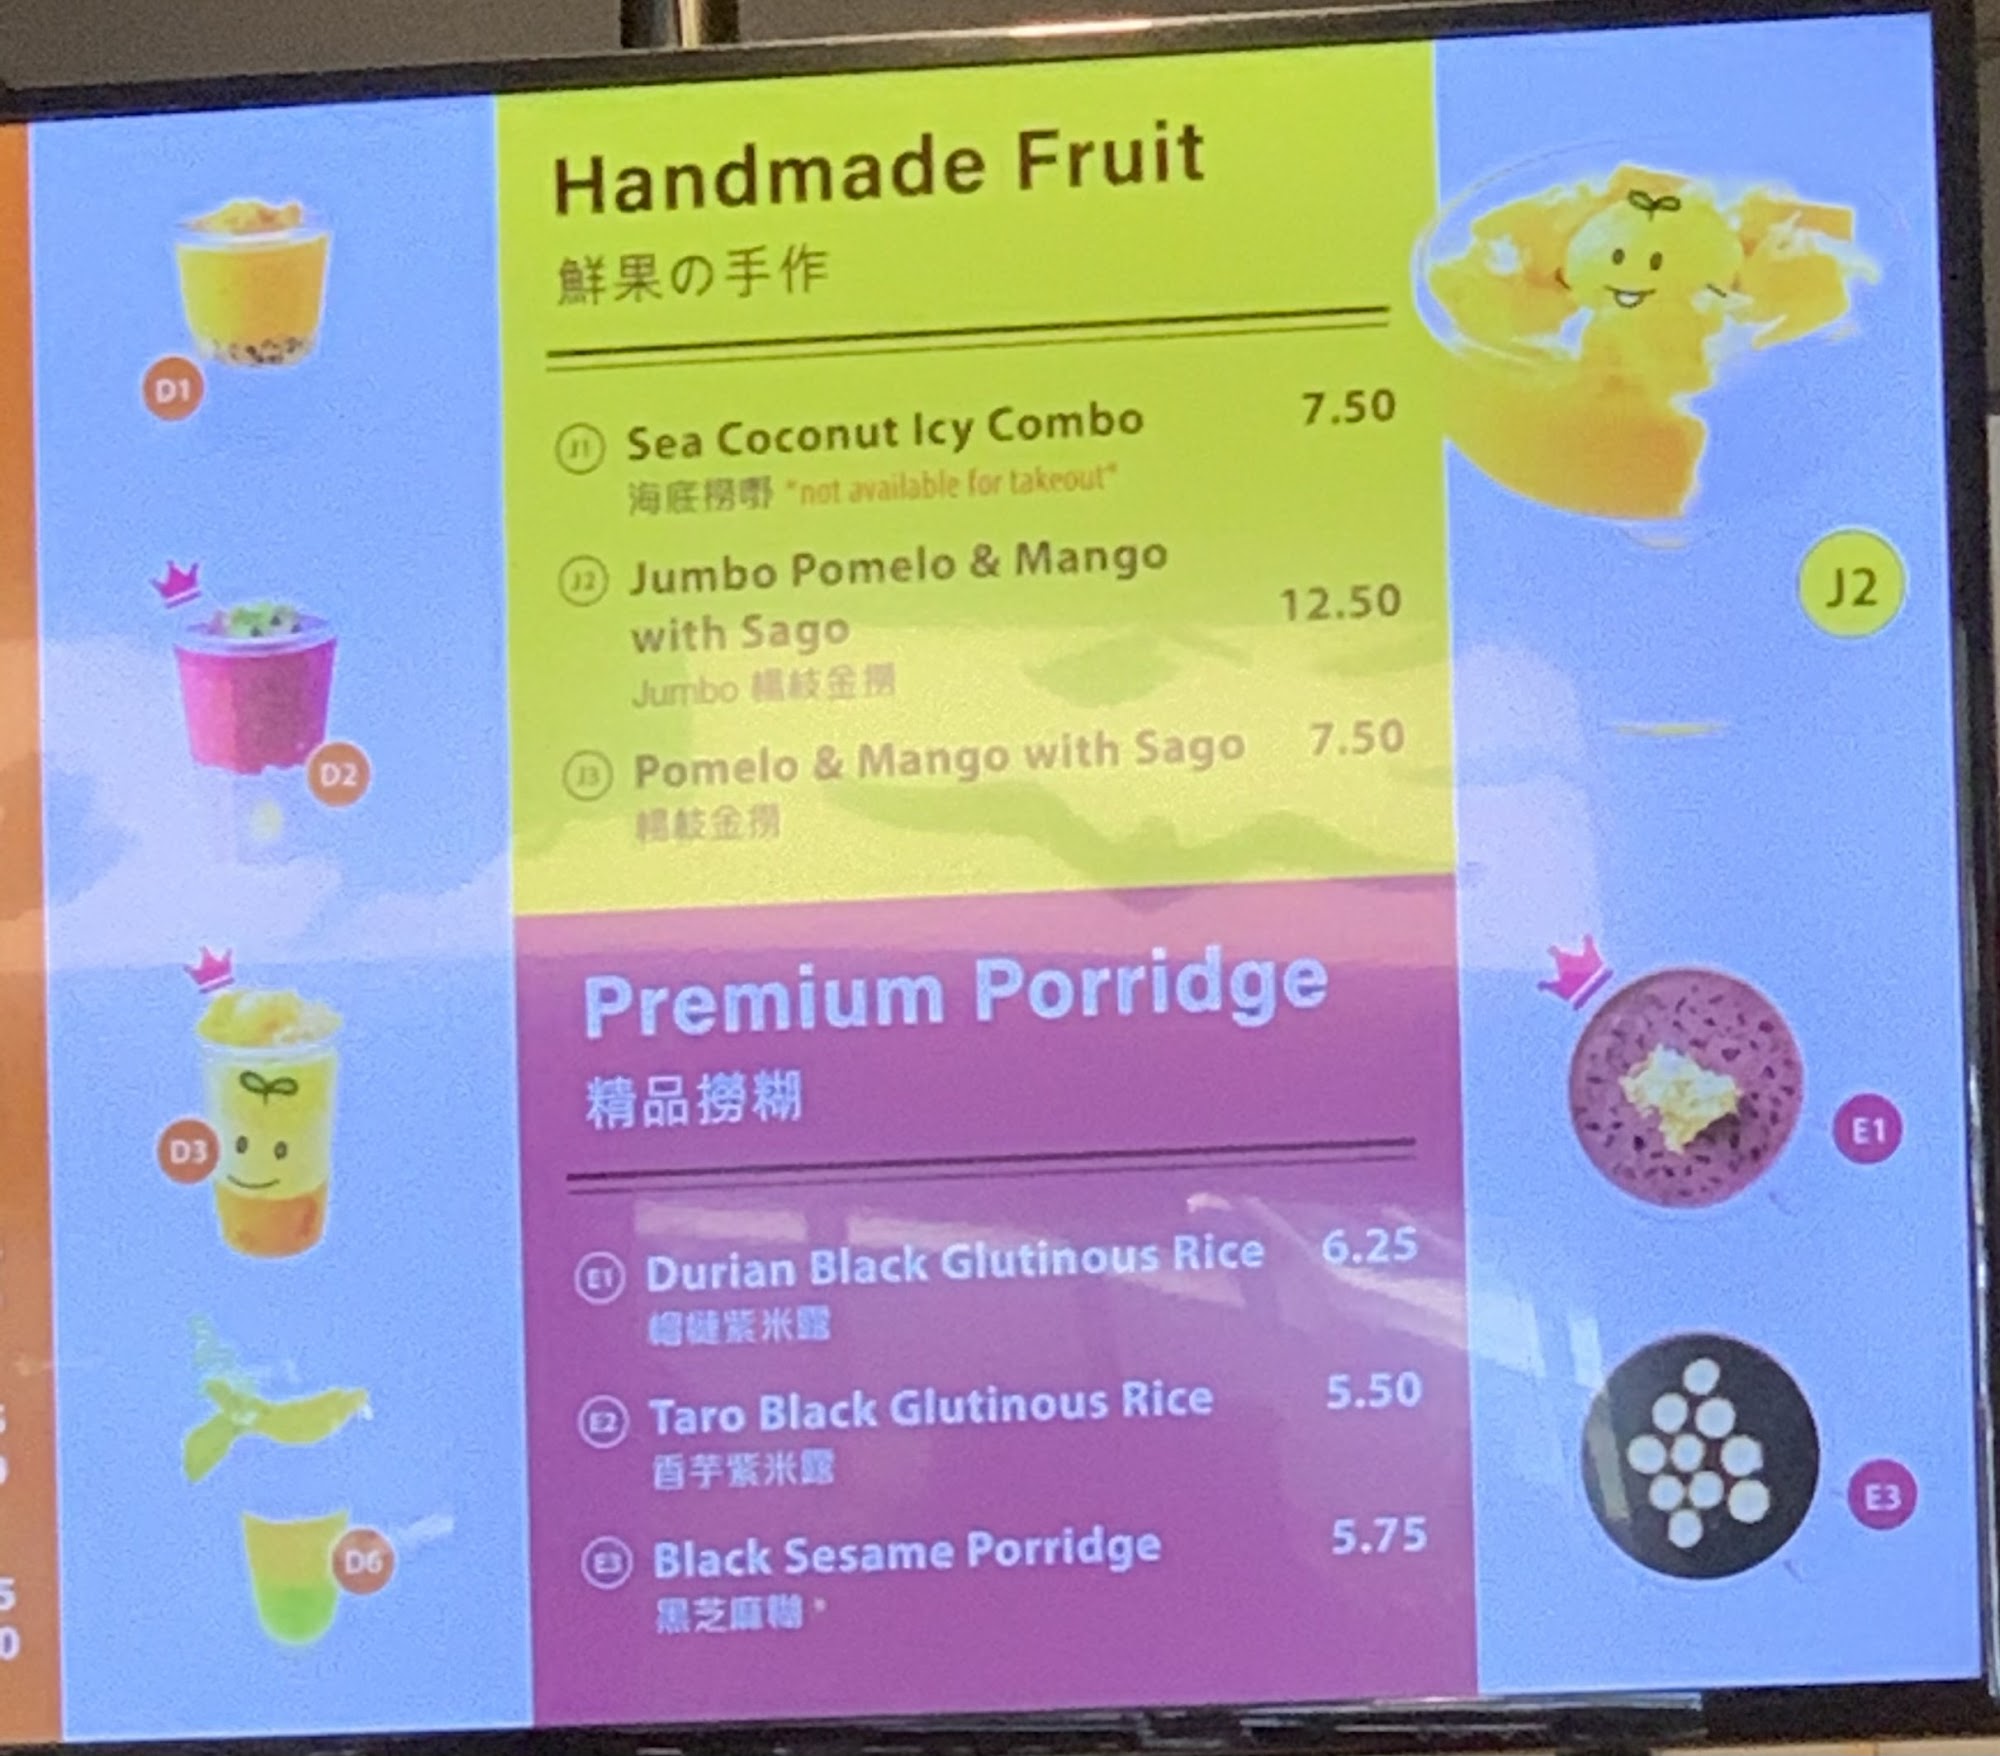 Handmade Fruit
鮮果の手作
J1 Sea Coconut Icy Combo 7.50
海底撈嘢 *not available for takeout*
J2 Jumbo Pomelo & Mango
with Sago 12.50
Jumbo 楊枝金撈
J3 Pomelo & Mango with Sago 7.50
楊枝金撈
Premium Porridge
精品撈糊
E1 Durian Black Glutinous Rice 6.25
榴槤紫米露
E2 Taro Black Glutinous Rice 5.50
香芋紫米露
E3 Black Sesame Porridge 5.75
黑芝麻糊 *
D1
D2
D3
D6
J2
E1
E3